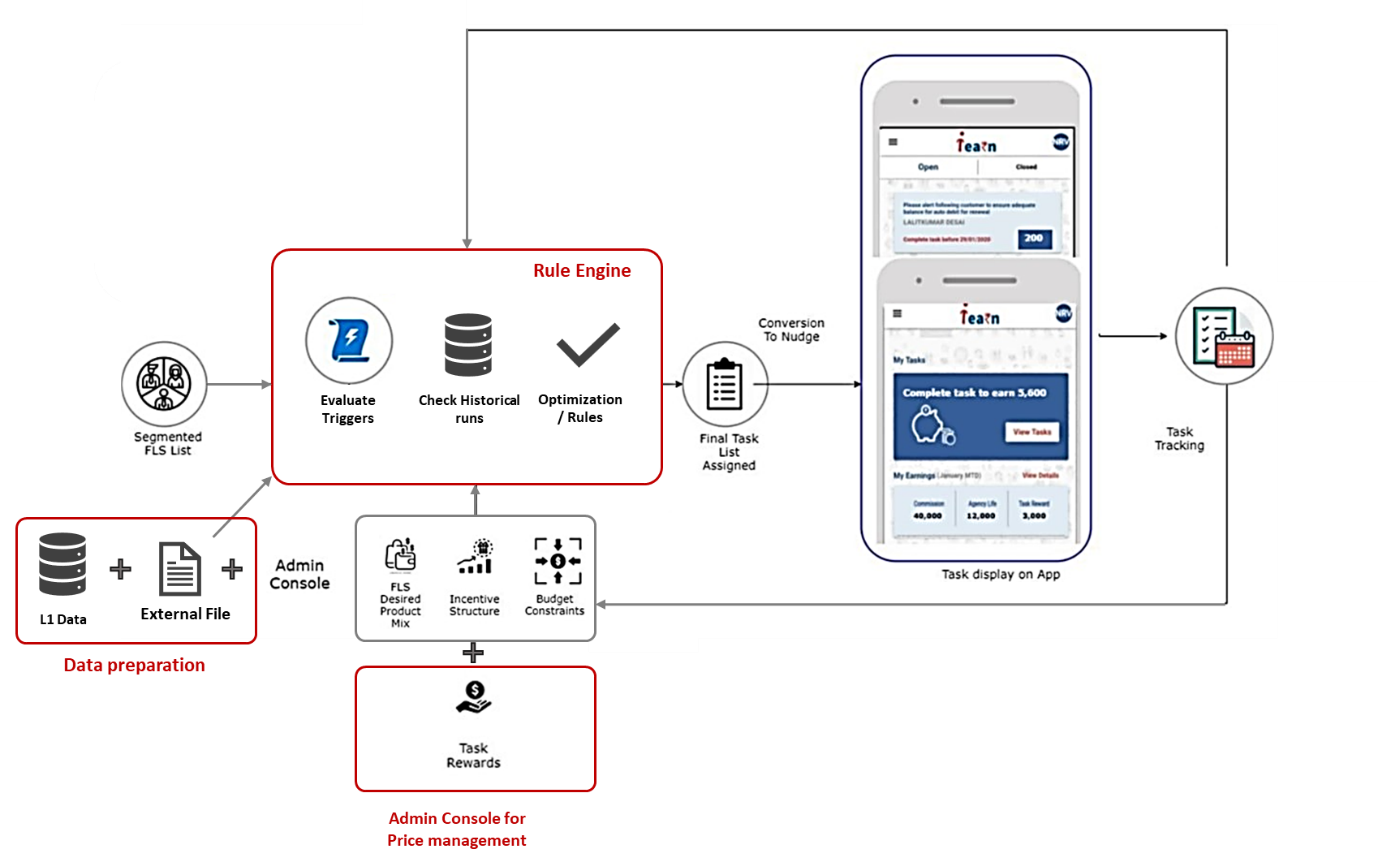 Rule Engine
Evaluate
Triggers
Check Historical
runs
Optimization
/ Rules
Segmented
FLS List
Final Task
List
Assigned
Conversion
To Nudge
iearn
NRV
Open
Closed
Please alert following customer to ensure adequate
balance for auto debit for renewal
LALITKUMAR DESAI
Complete task before 29/01/2020
200
iearn
NRV
My Tasks
Complete task to earn 5,600
View Tasks
My Earnings (January MTD)
View Details
Commission
Agency Life
Task Reward
40,000
12,000
3,000
Task display on App
Task
Tracking
L1 Data
External File
Data preparation
Admin
Console
FLS
Desired
Product
Mix
Incentive
Structure
Budget
Constraints
Task
Rewards
Admin Console for
Price management